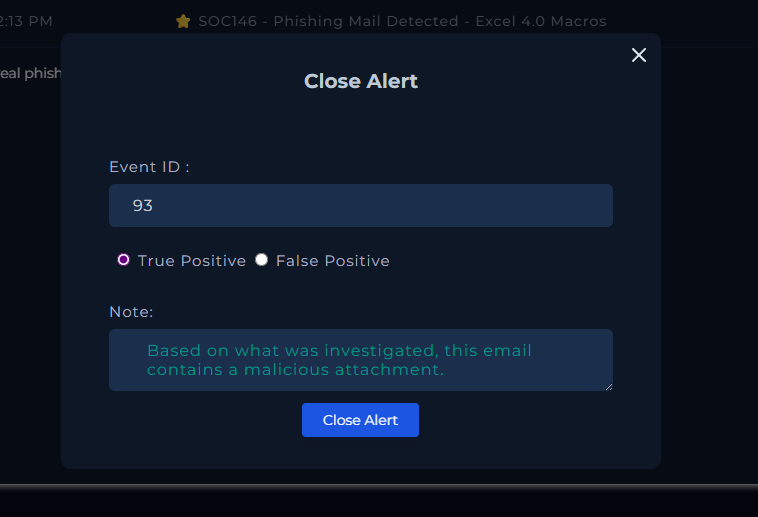 2:13 PM SOC146 - Phishing Mail Detected - Excel 4.0 Macros
eal phish
Close Alert
Event ID :
93
True Positive False Positive
Note:
Based on what was investigated, this email
contains a malicious attachment.
Close Alert